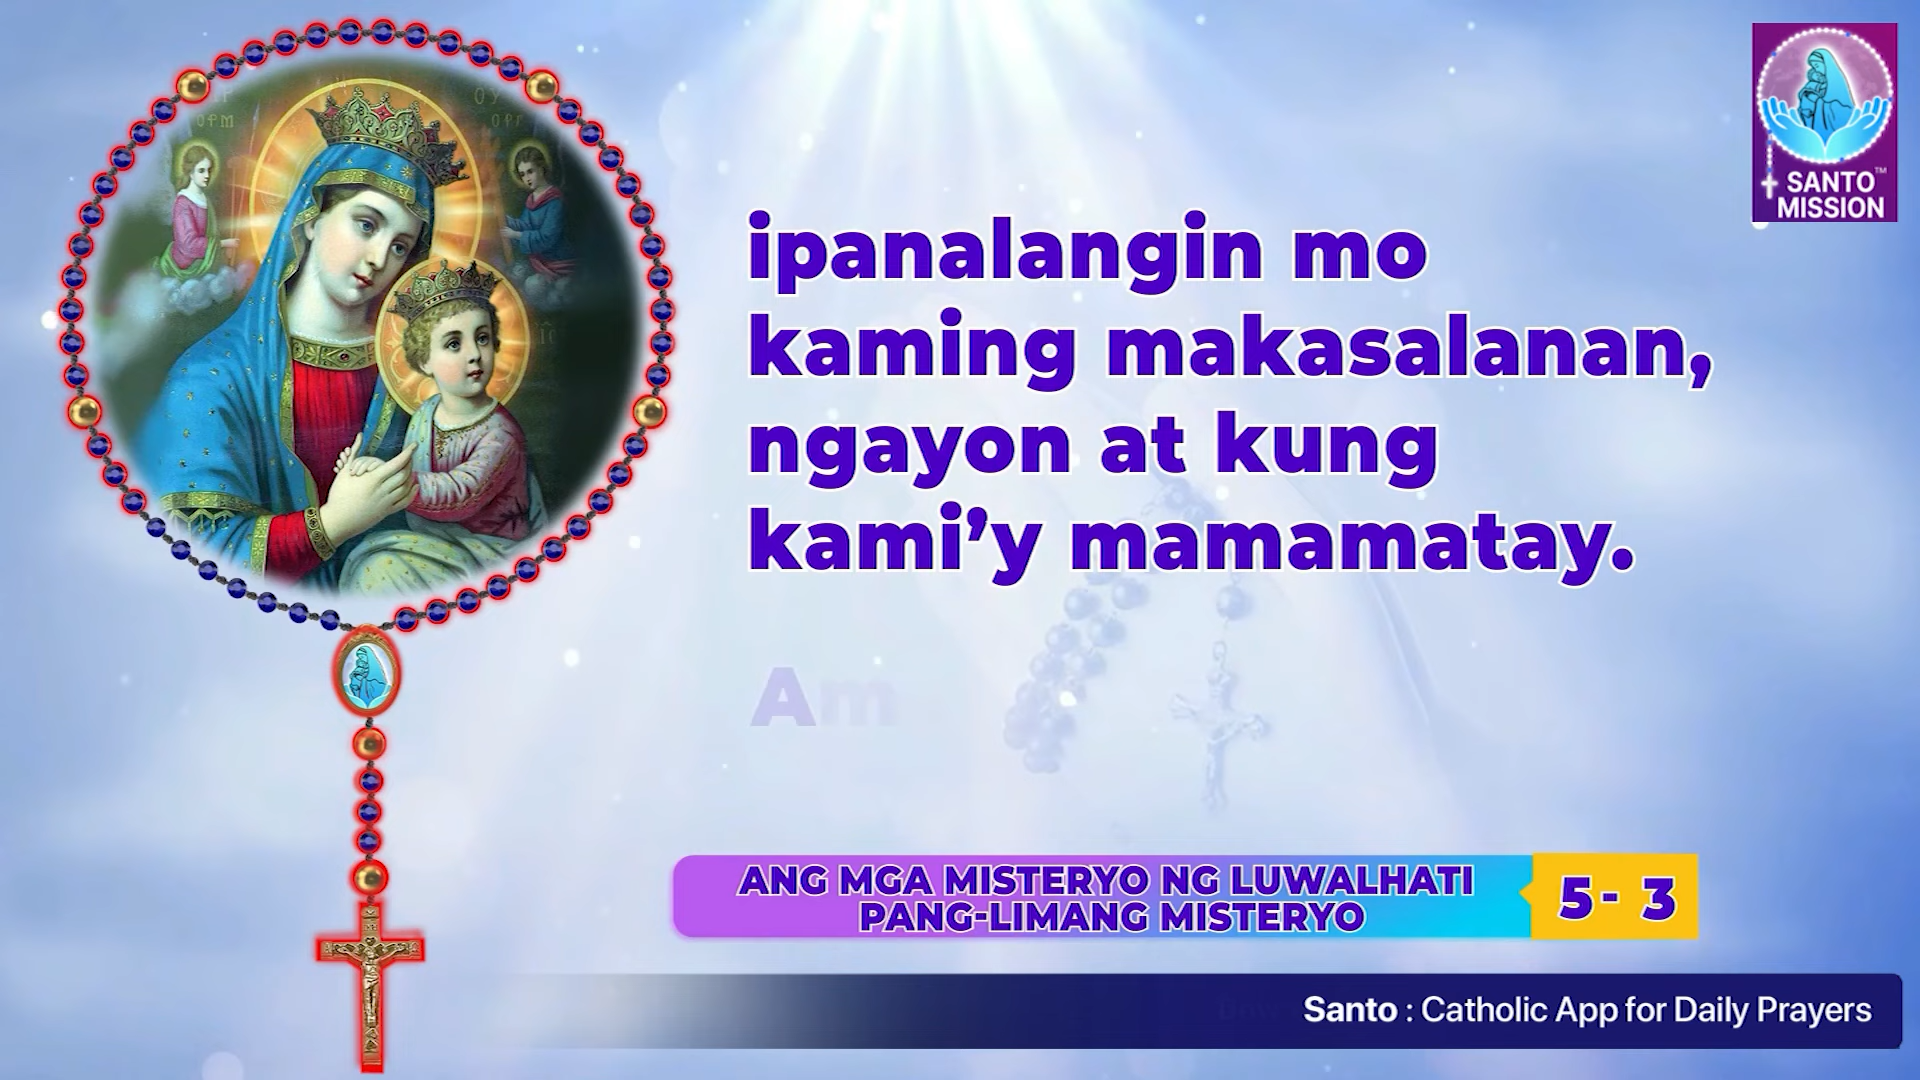 SANTO™
MISSION
ipanalangin mo
kaming makasalanan,
ngayon at kung
kami’y mamamatay.
Am
ANG MGA MISTERYO NG LUWALHATI
PANG-LIMANG MISTERYO
5- 3
Santo : Catholic App for Daily Prayers